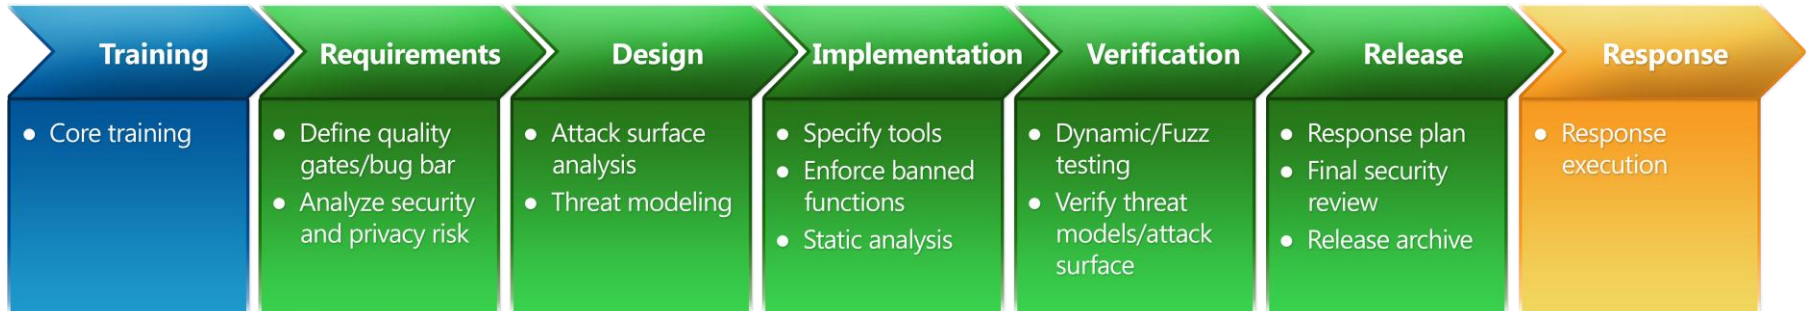 Training
● Core training
Requirements
● Define quality
gates/bug bar
● Analyze security
and privacy risk
Design
● Attack surface
analysis
● Threat modeling
Implementation
● Specify tools
● Enforce banned
functions
● Static analysis
Verification
● Dynamic/Fuzz
testing
● Verify threat
models/attack
surface
Release
● Response plan
● Final security
review
● Release archive
Response
● Response
execution